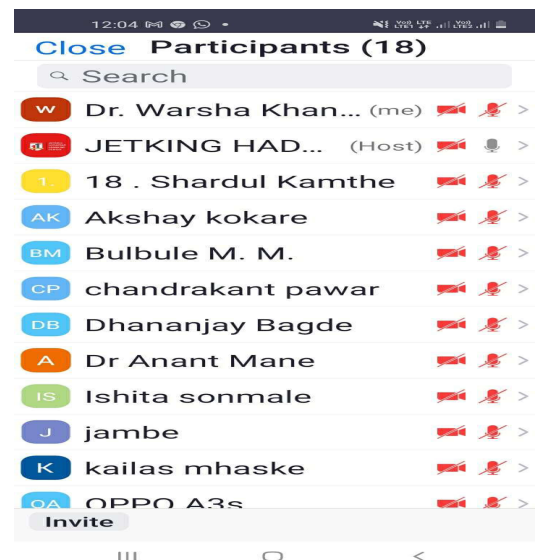 12:04
Close Participants (18)
Search
W Dr. Warsha Khan... (me)
JETKING HAD... (Host)
1. 18 . Shardul Kamthe
AK Akshay kokare
BM Bulbule M. M.
CP chandrakant pawar
DB Dhananjay Bagde
A Dr Anant Mane
IS Ishita sonmale
J jambe
K kailas mhaske
OA OPPO A3s
Invite